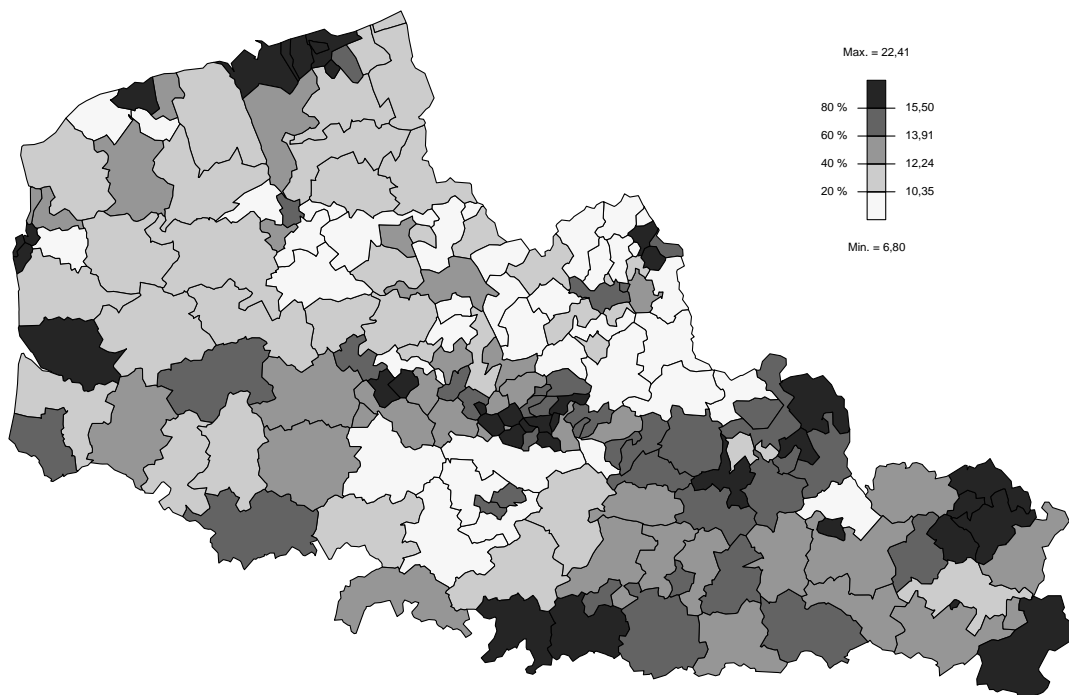 Max. = 22,41
80 % 15,50
60 % 13,91
40 % 12,24
20 % 10,35
Min. = 6,80